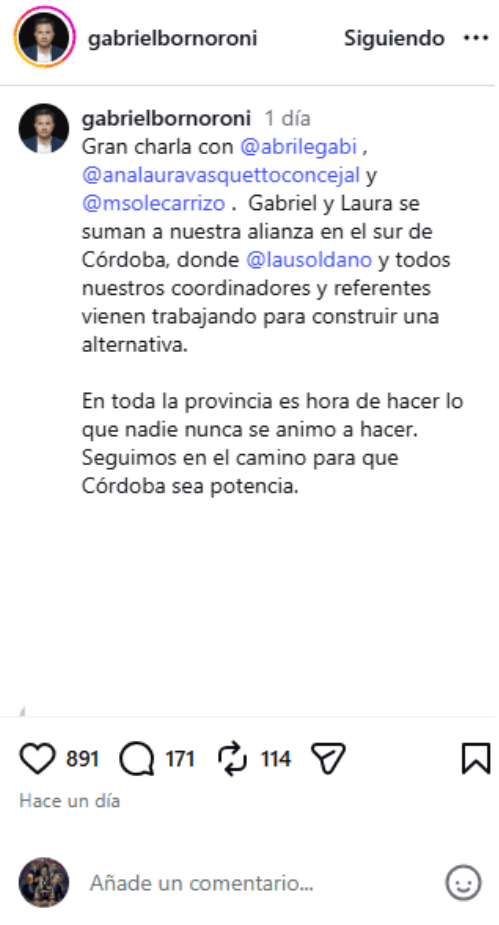 gabrielbornoroni Siguiendo ...
gabrielbornoroni 1 día
Gran charla con @abrilegabi ,
@analauravasquettoconcejal y
@msolecarrizo . Gabriel y Laura se
suman a nuestra alianza en el sur de
Córdoba, donde @lausoldano y todos
nuestros coordinadores y referentes
vienen trabajando para construir una
alternativa.
En toda la provincia es hora de hacer lo
que nadie nunca se animo a hacer.
Seguimos en el camino para que
Córdoba sea potencia.
891 171 114
Hace un día
Añade un comentario...